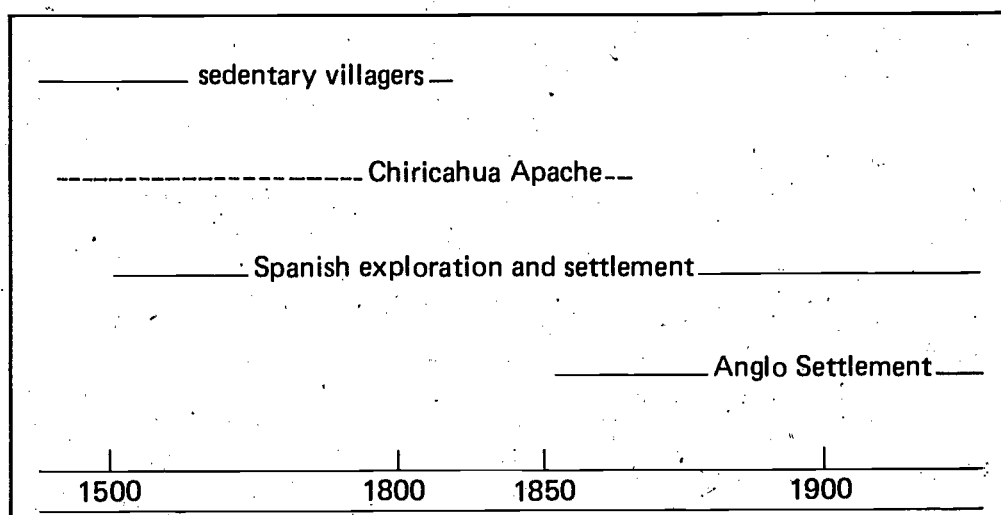 sedentary villagers
Chiricahua Apache
Spanish exploration and settlement
Anglo Settlement
1500 1800 1850 1900